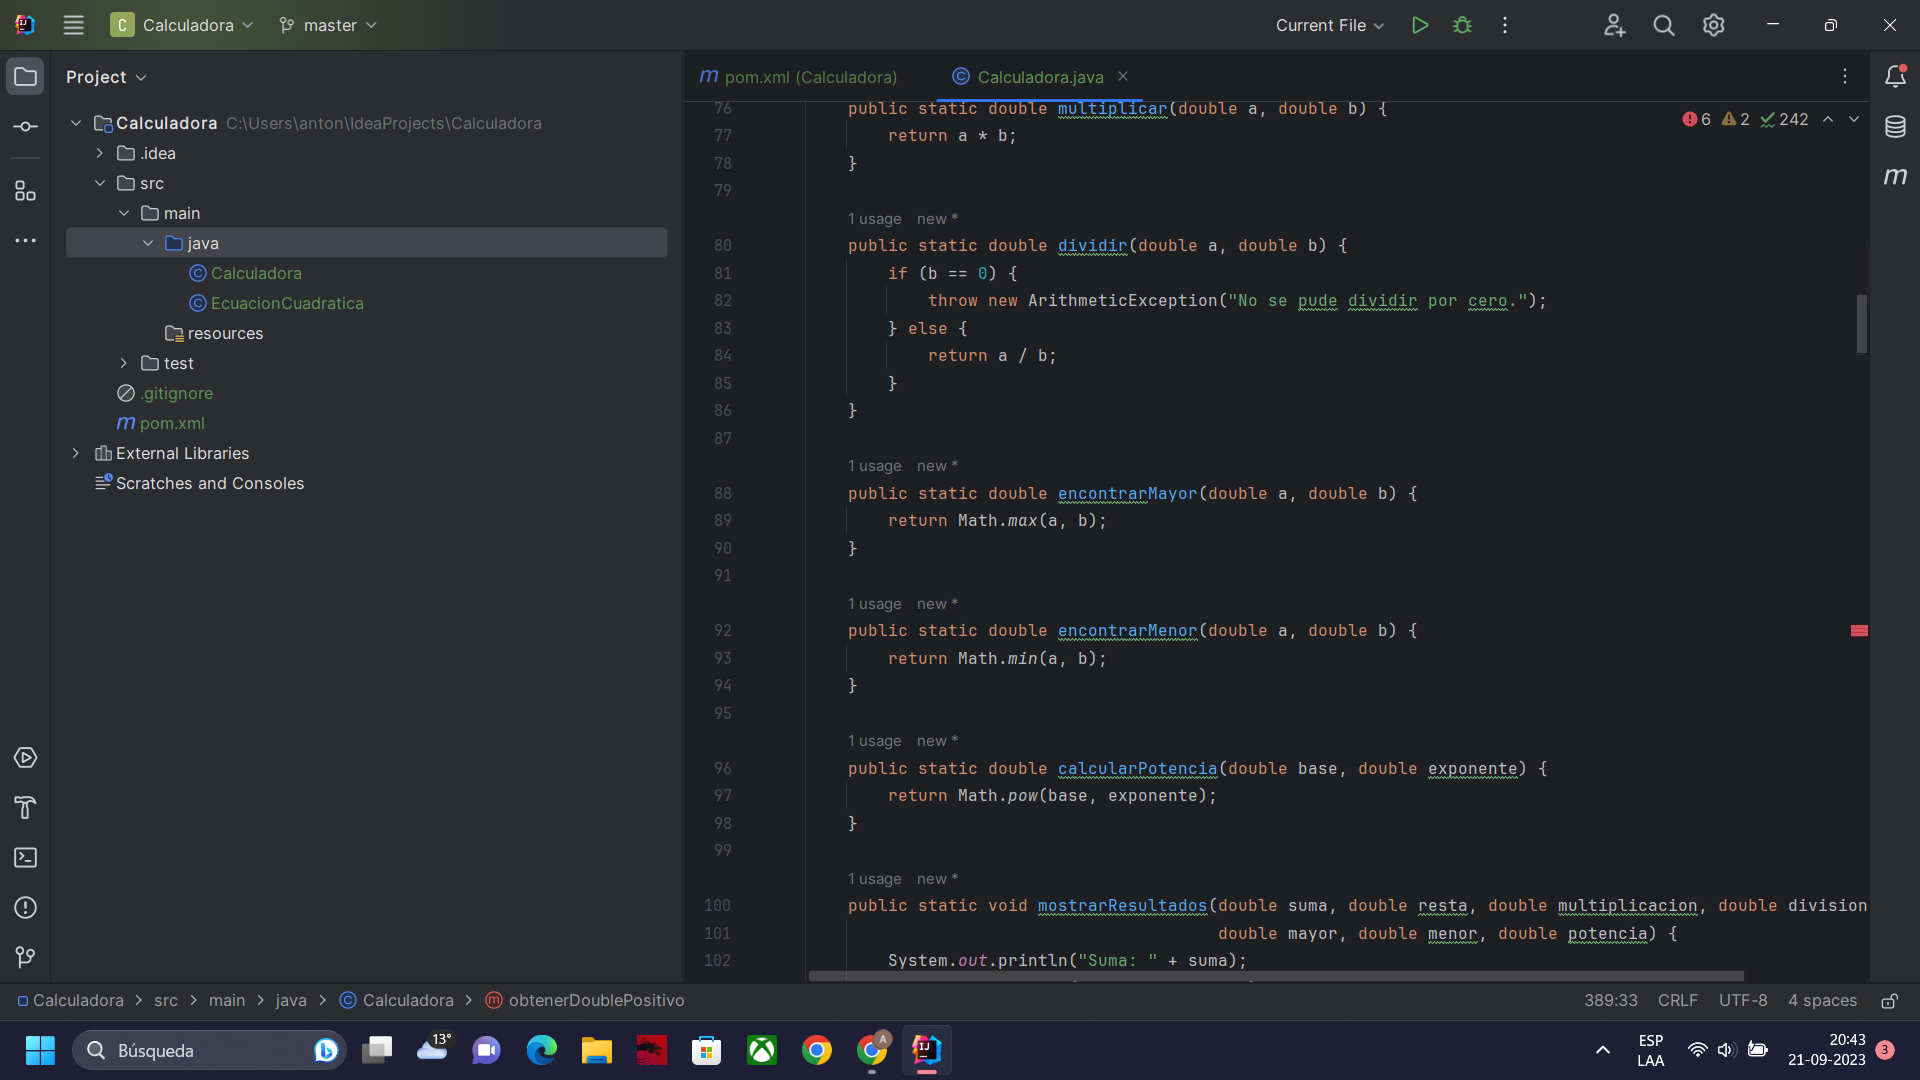 C Calculadora master Current File
Project
Calculadora C:\Users\anton\IdeaProjects\Calculadora
.idea
src
main
java
Calculadora
EcuacionCuadratica
resources
test
.gitignore
pom.xml
External Libraries
Scratches and Consoles
pom.xml (Calculadora) Calculadora.java
6 2 242
76 public static double multiplicar(double a, double b) {
77 return a * b;
78 }
79
1 usage new *
80 public static double dividir(double a, double b) {
81 if (b == 0) {
82 throw new ArithmeticException("No se pude dividir por cero.");
83 } else {
84 return a / b;
85 }
86 }
87
1 usage new *
88 public static double encontrarMayor(double a, double b) {
89 return Math.max(a, b);
90 }
91
1 usage new *
92 public static double encontrarMenor(double a, double b) {
93 return Math.min(a, b);
94 }
95
1 usage new *
96 public static double calcularPotencia(double base, double exponente) {
97 return Math.pow(base, exponente);
98 }
99
1 usage new *
100 public static void mostrarResultados(double suma, double resta, double multiplicacion, double division
101 double mayor, double menor, double potencia) {
102 System.out.println("Suma: " + suma);
Calculadora > src > main > java > Calculadora > obtenerDoublePositivo
389:33 CRLF UTF-8 4 spaces
Búsqueda
13°
A
ESP
LAA
20:43
21-09-2023
3